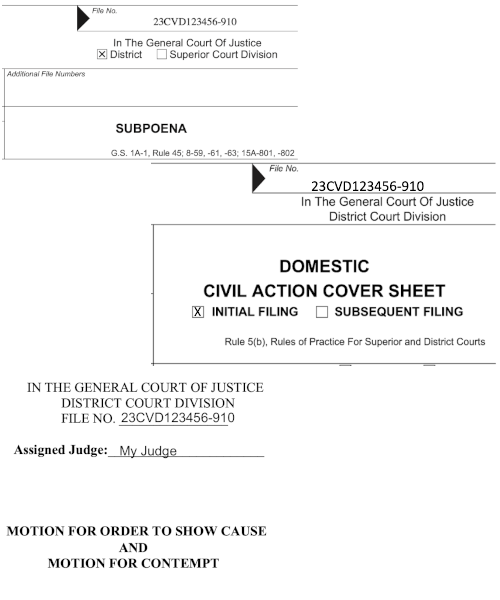 File No.
23CVD123456-910
In The General Court Of Justice
☒ District ☐ Superior Court Division
Additional File Numbers
SUBPOENA
G.S. 1A-1, Rule 45; 8-59, -61, -63; 15A-801, -802
File No.
23CVD123456-910
In The General Court Of Justice
District Court Division
DOMESTIC
CIVIL ACTION COVER SHEET
☒ INITIAL FILING ☐ SUBSEQUENT FILING
Rule 5(b), Rules of Practice For Superior and District Courts
IN THE GENERAL COURT OF JUSTICE
DISTRICT COURT DIVISION
FILE NO. 23CVD123456-910
Assigned Judge: My Judge
MOTION FOR ORDER TO SHOW CAUSE
AND
MOTION FOR CONTEMPT